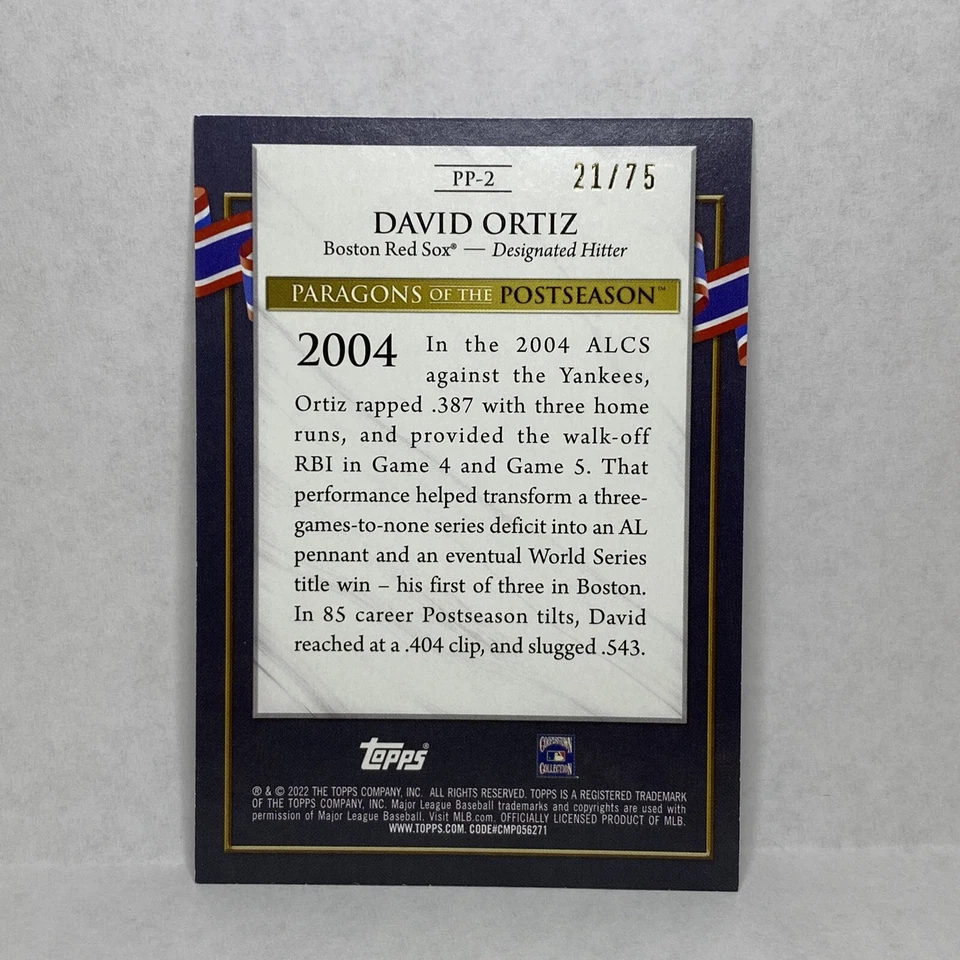 PP-2 21/75
DAVID ORTIZ
Boston Red Sox® — Designated Hitter
PARAGONS OF THE POSTSEASON™
2004 In the 2004 ALCS
against the Yankees,
Ortiz rapped .387 with three home
runs, and provided the walk-off
RBI in Game 4 and Game 5. That
performance helped transform a three-
games-to-none series deficit into an AL
pennant and an eventual World Series
title win – his first of three in Boston.
In 85 career Postseason tilts, David
reached at a .404 clip, and slugged .543.
Topps®
COOPERSTOWN
COLLECTION™
® & © 2022 THE TOPPS COMPANY, INC. ALL RIGHTS RESERVED. TOPPS IS A REGISTERED TRADEMARK
OF THE TOPPS COMPANY, INC. Major League Baseball trademarks and copyrights are used with
permission of Major League Baseball. Visit MLB.com. OFFICIALLY LICENSED PRODUCT OF MLB.
WWW.TOPPS.COM. CODE#CMP056271